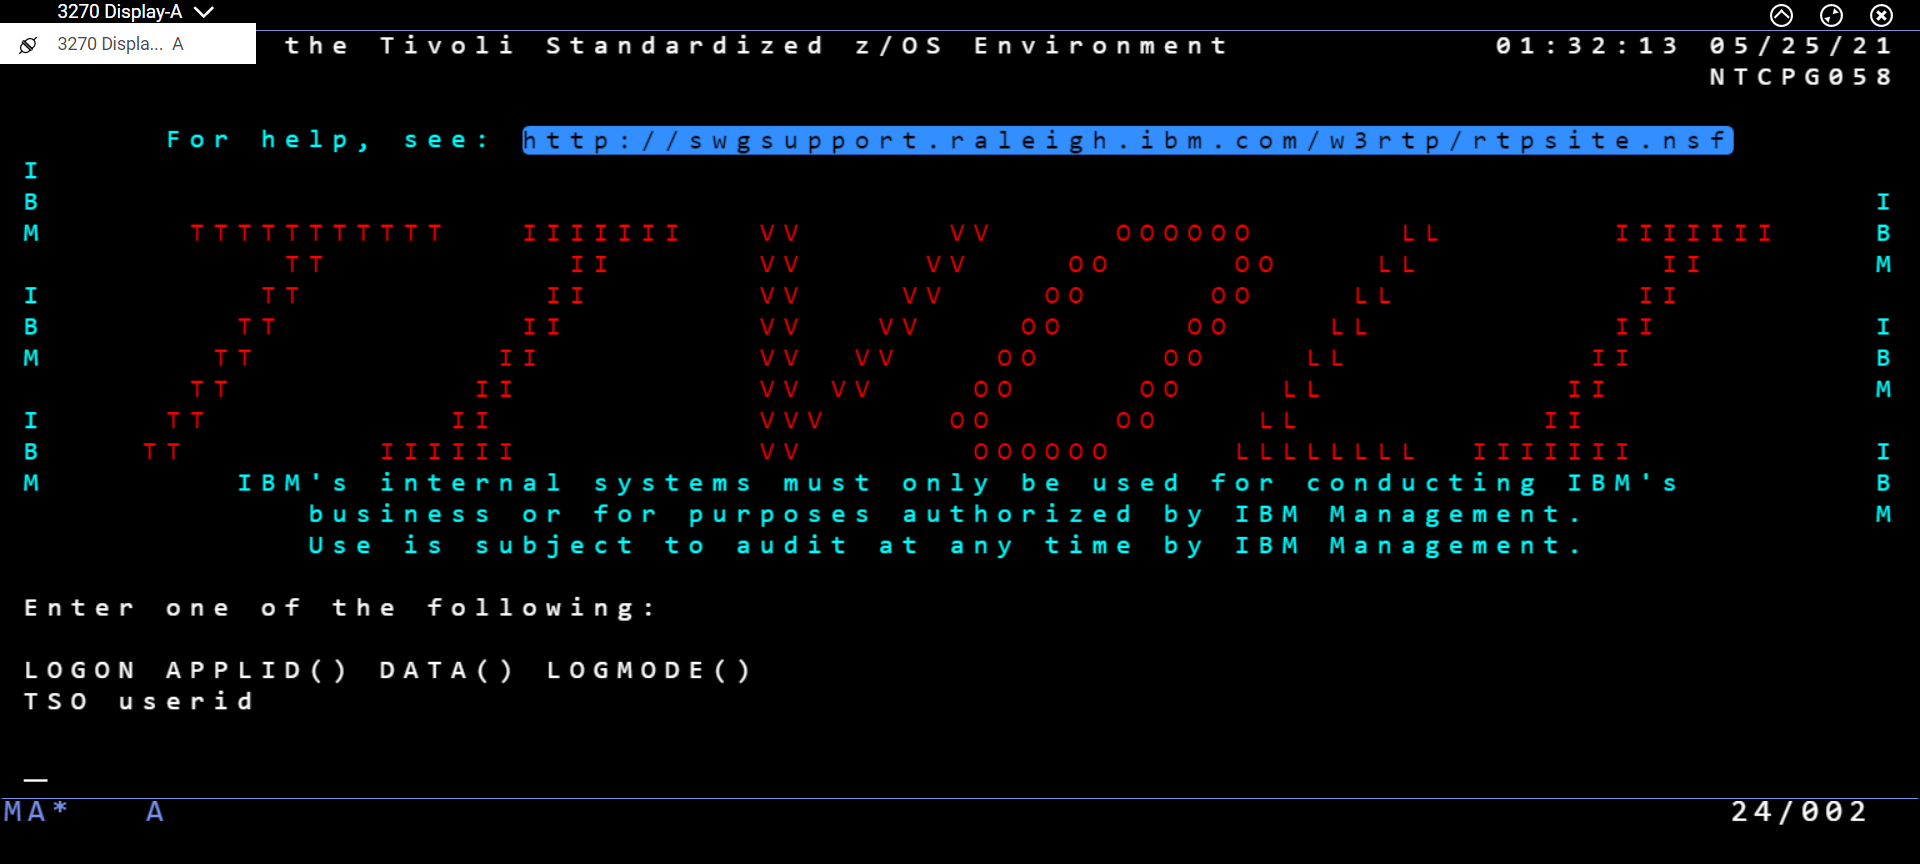 3270 Display-A
3270 Displa... A
the Tivoli Standardized z/OS Environment 01:32:13 05/25/21
NTCPG058
For help, see: http://swgsupport.raleigh.ibm.com/w3rtp/rtpsite.nsf
I
B I
M TTTTTTTTTTT IIIIIII VV VV OOOOOO LL IIIIIII B
TT II VV VV OO OO LL II M
I TT II VV VV OO OO LL II
B TT II VV VV OO OO LL II I
M TT II VV VV OO OO LL II B
TT II VV VV OO OO LL II M
I TT II VVV OO OO LL II
B TT IIIIII VV OOOOOO LLLLLLLL IIIIIII I
M IBM's internal systems must only be used for conducting IBM's B
business or for purposes authorized by IBM Management. M
Use is subject to audit at any time by IBM Management.
Enter one of the following:
LOGON APPLID() DATA() LOGMODE()
TSO userid
MA* A 24/002